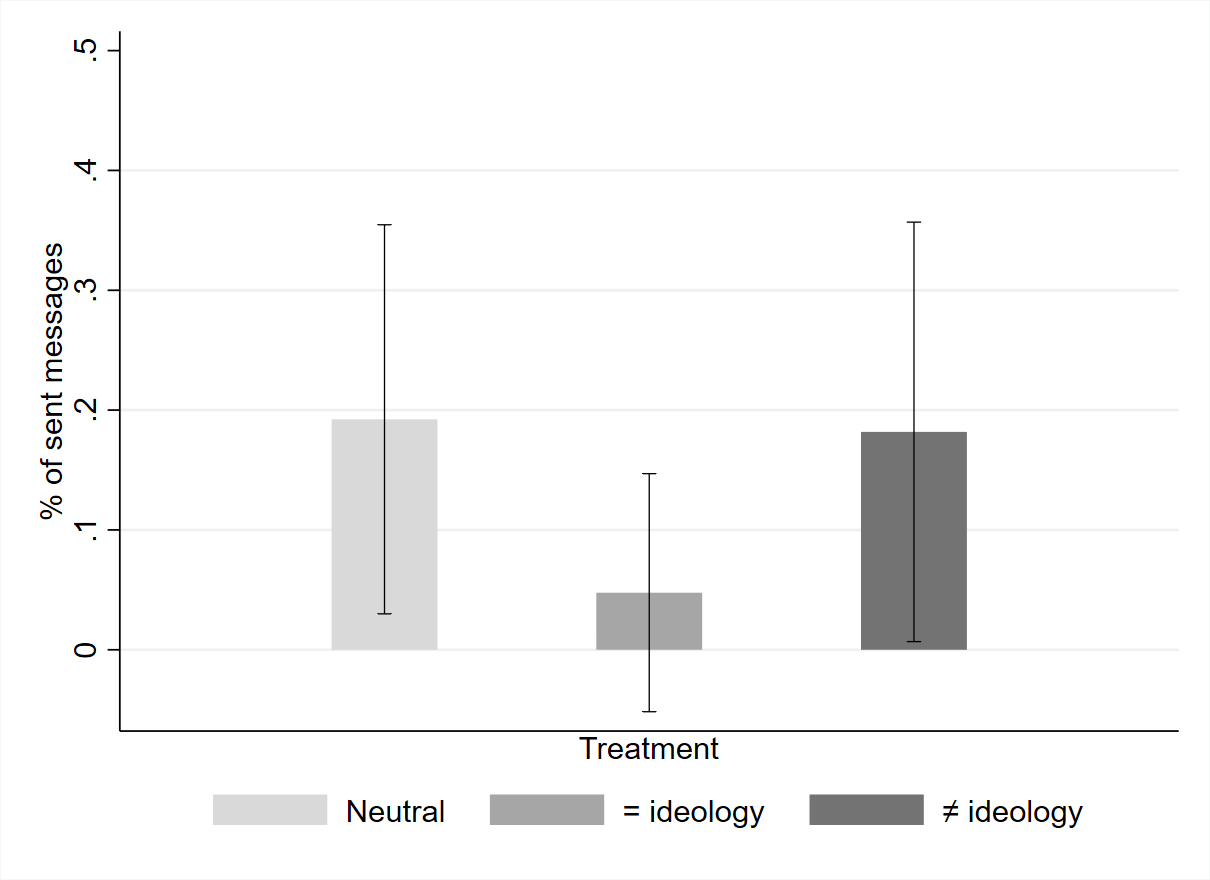 % of sent messages
.5
.4
.3
.2
.1
0
Treatment
Neutral
= ideology
≠ ideology